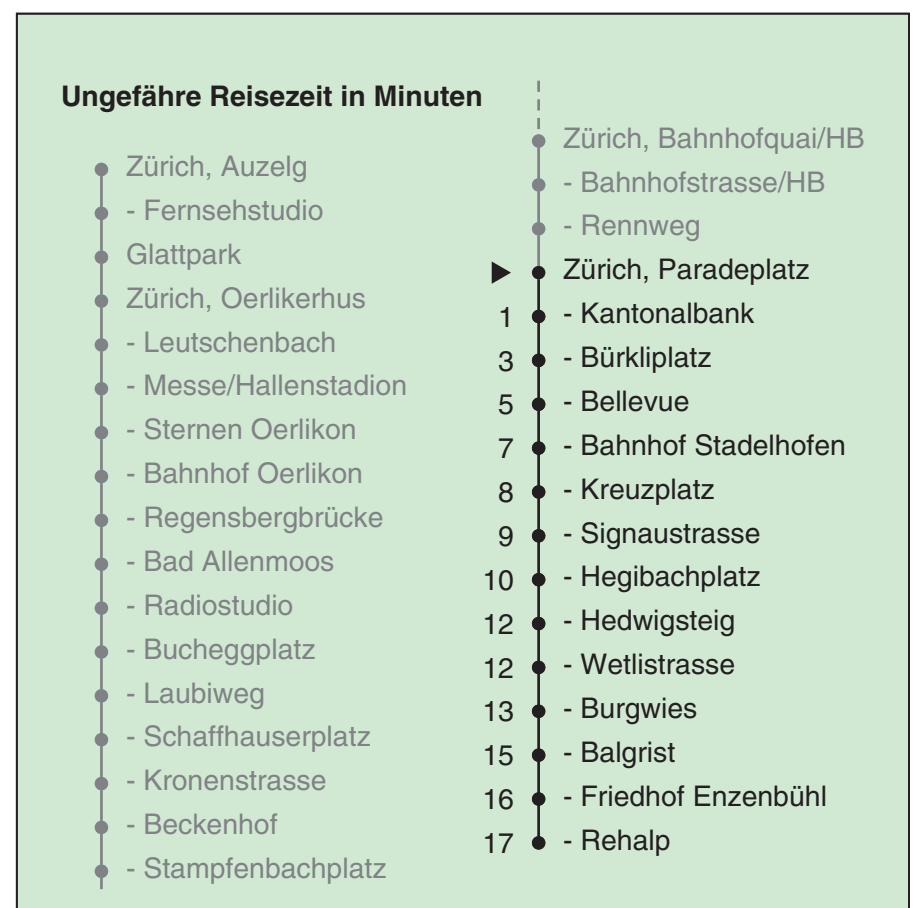 Ungefähre Reisezeit in Minuten
Zürich, Auzelg
- Fernsehstudio
Glattpark
Zürich, Oerlikerhus
- Leutschenbach
- Messe/Hallenstadion
- Sternen Oerlikon
- Bahnhof Oerlikon
- Regensbergbrücke
- Bad Allenmoos
- Radiostudio
- Bucheggplatz
- Laubiweg
- Schaffhauserplatz
- Kronenstrasse
- Beckenhof
- Stampfenbachplatz
Zürich, Bahnhofquai/HB
- Bahnhofstrasse/HB
- Rennweg
Zürich, Paradeplatz
1 - Kantonalbank
3 - Bürkliplatz
5 - Bellevue
7 - Bahnhof Stadelhofen
8 - Kreuzplatz
9 - Signaustrasse
10 - Hegibachplatz
12 - Hedwigsteig
12 - Wetlistrasse
13 - Burgwies
15 - Balgrist
16 - Friedhof Enzenbühl
17 - Rehalp